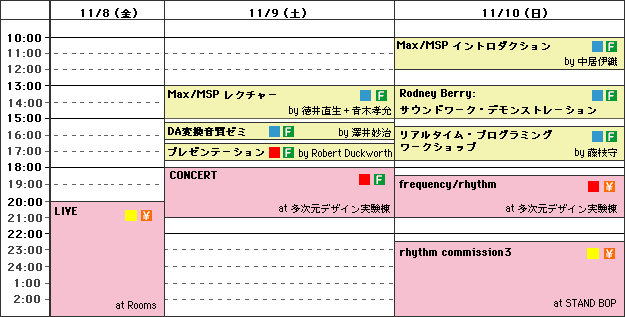 11/8 (金) 11/9 (土) 11/10 (日)
10:00
11:00
12:00
13:00
14:00
15:00
16:00
17:00
18:00
19:00
20:00
21:00
22:00
23:00
24:00
1:00
2:00
LIVE
¥
at Rooms
Max/MSP レクチャー
F
by 徳井直生+青木孝允
DA変換音質ゼミ F by 澤井妙治
プレゼンテーション F by Robert Duckworth
CONCERT
F
at 多次元デザイン実験棟
Max/MSP イントロダクション F
by 中居伊織
Rodney Berry: F
サウンドワーク・デモンストレーション
リアルタイム・プログラミング F
ワークショップ
by 藤枝守
frequency/rhythm ¥
at 多次元デザイン実験棟
rhythm commission3 ¥
at STAND BOP